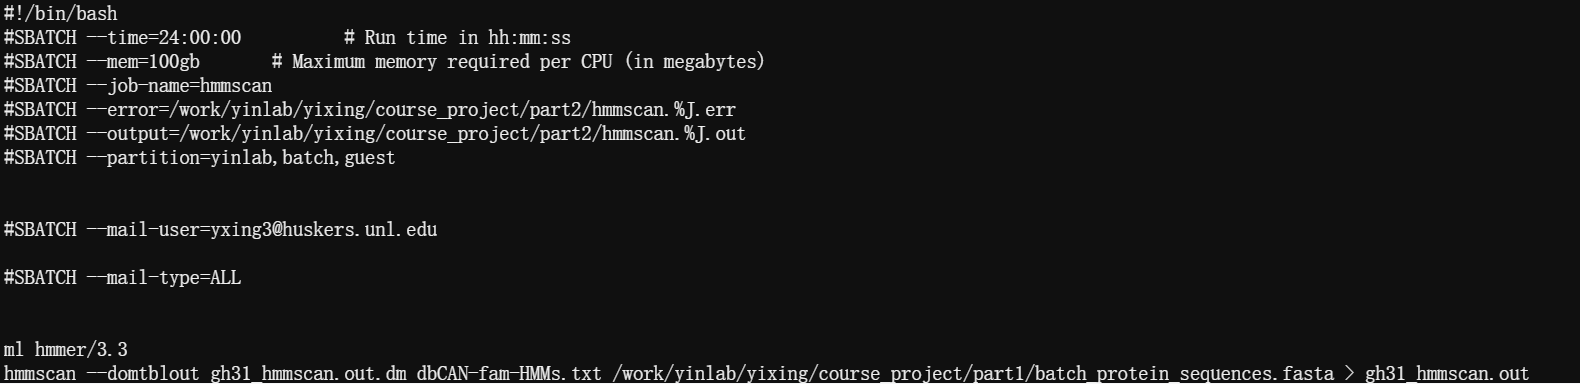 #!/bin/bash
#SBATCH --time=24:00:00          # Run time in hh:mm:ss
#SBATCH --mem=100gb       # Maximum memory required per CPU (in megabytes)
#SBATCH --job-name=hmmscan
#SBATCH --error=/work/yinlab/yixing/course_project/part2/hmmscan.%J.err
#SBATCH --output=/work/yinlab/yixing/course_project/part2/hmmscan.%J.out
#SBATCH --partition=yinlab,batch,guest
#SBATCH --mail-user=yxing3@huskers.unl.edu
#SBATCH --mail-type=ALL
ml hmmer/3.3
hmmscan --domtblout gh31_hmmscan.out.dm dbCAN-fam-HMMs.txt /work/yinlab/yixing/course_project/part1/batch_protein_sequences.fasta > gh31_hmmscan.out